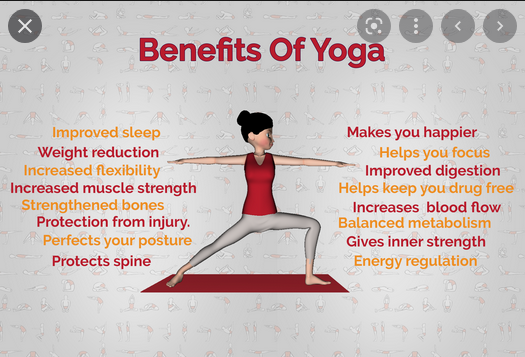 Benefits Of Yoga
Improved sleep
Weight reduction
Increased flexibility
Increased muscle strength
Strengthened bones
Protection from injury.
Perfects your posture
Protects spine
Makes you happier
Helps you focus
Improved digestion
Helps keep you drug free
Increases blood flow
Balanced metabolism
Gives inner strength
Energy regulation